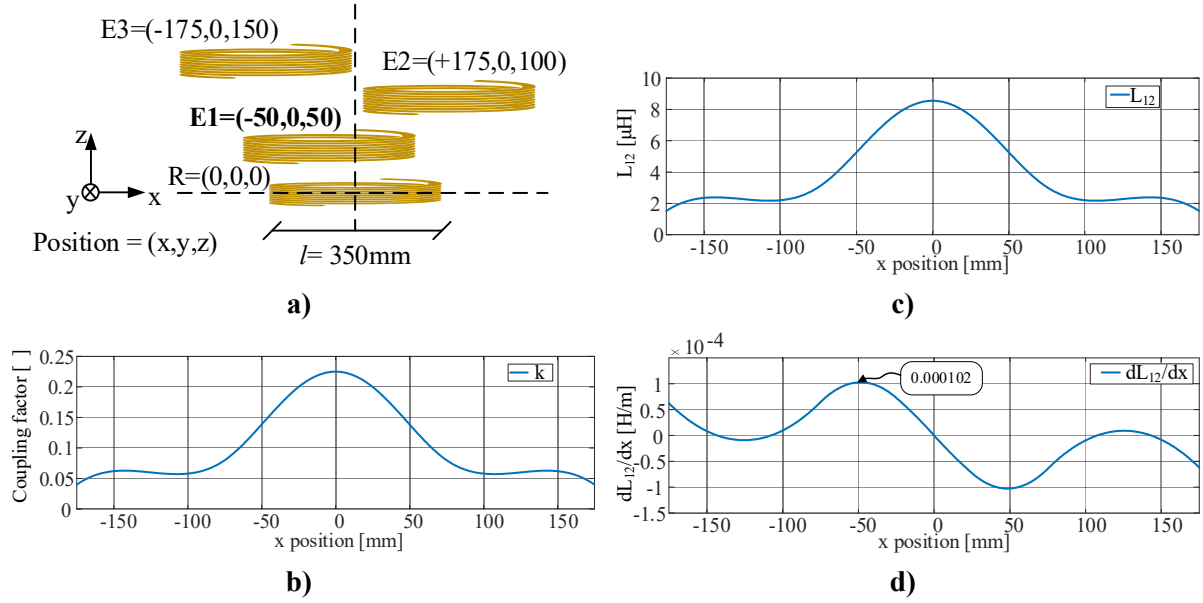 E3=(-175,0,150)
E2=(+175,0,100)
E1=(-50,0,50)
z
R=(0,0,0)
y
x
Position = (x,y,z)
l= 350mm
a)
10
8
6
4
2
0
L12 [µH]
L12
-150
-100
-50
0
50
100
150
x position [mm]
c)
0.25
0.2
0.15
0.1
0.05
0
Coupling factor [ ]
k
-150
-100
-50
0
50
100
150
x position [mm]
b)
× 10-4
1
0.5
0
-0.5
-1
-1.5
dL12/dx [H/m]
0.000102
dL12/dx
-150
-100
-50
0
50
100
150
x position [mm]
d)